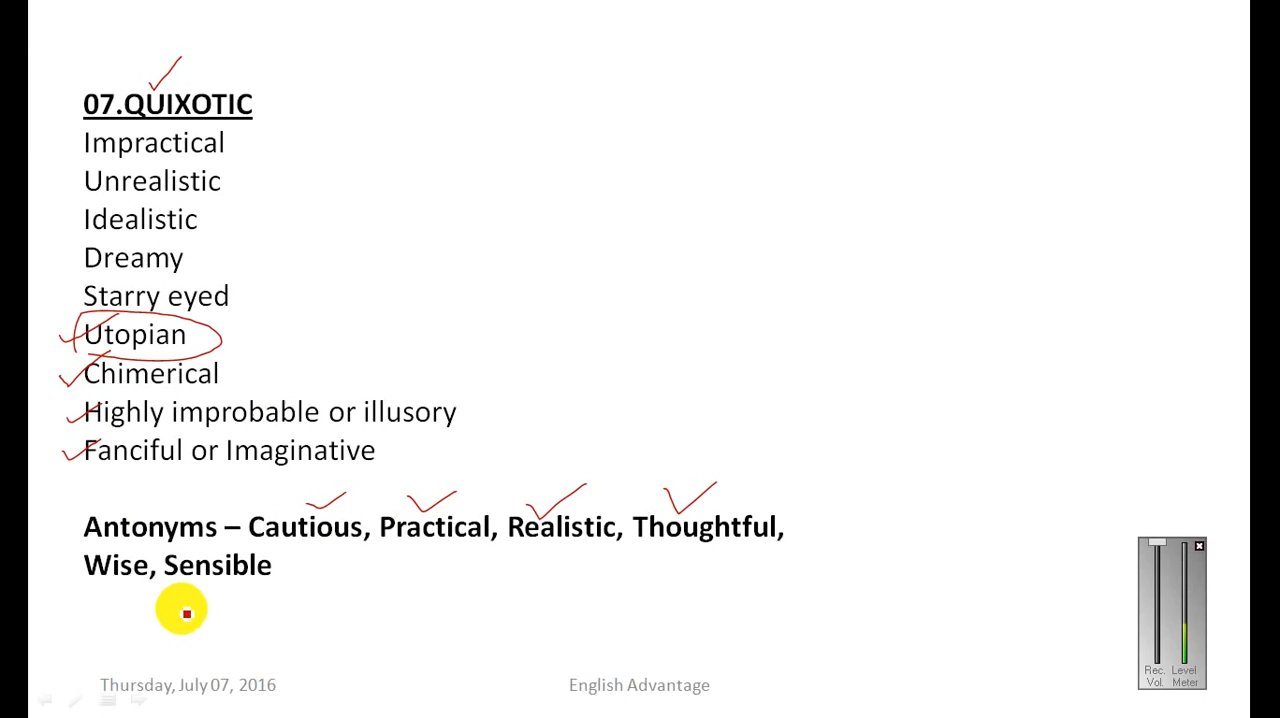 07.QUIXOTIC
Impractical
Unrealistic
Idealistic
Dreamy
Starry eyed
Utopian
Chimerical
Highly improbable or illusory
Fanciful or Imaginative
Antonyms – Cautious, Practical, Realistic, Thoughtful,
Wise, Sensible
Rec. Level
Vol. Meter
Thursday, July 07, 2016 English Advantage